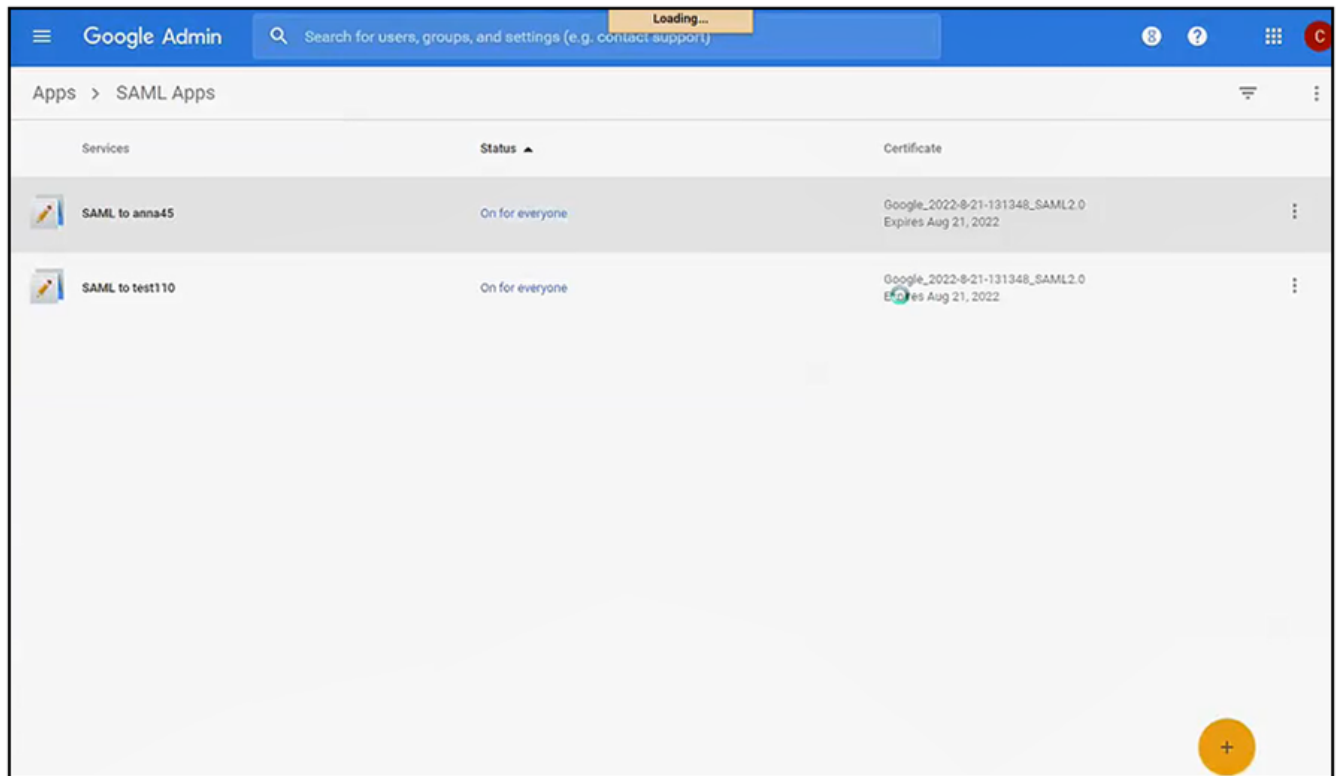 Loading...
Google Admin
Search for users, groups, and settings (e.g. contact support)
8
?
C
Apps > SAML Apps
Services
Status
Certificate
SAML to anna45
On for everyone
Google_2022-8-21-131348_SAML2.0
Expires Aug 21, 2022
SAML to test110
On for everyone
Google_2022-8-21-131348_SAML2.0
Expires Aug 21, 2022
+